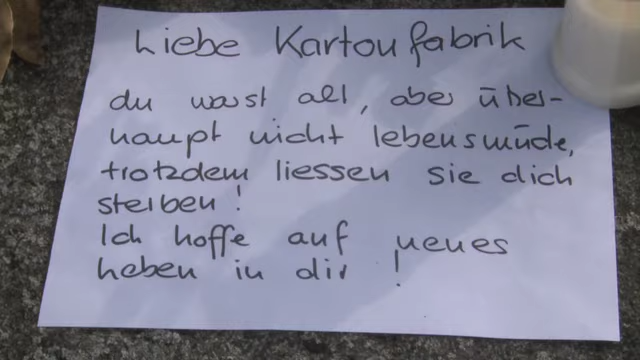 Liebe Kartonfabrik
du warst alt, aber über-
haupt nicht lebensmüde,
trotzdem liessen sie dich
sterben!
Ich hoffe auf neues
Leben in dir !